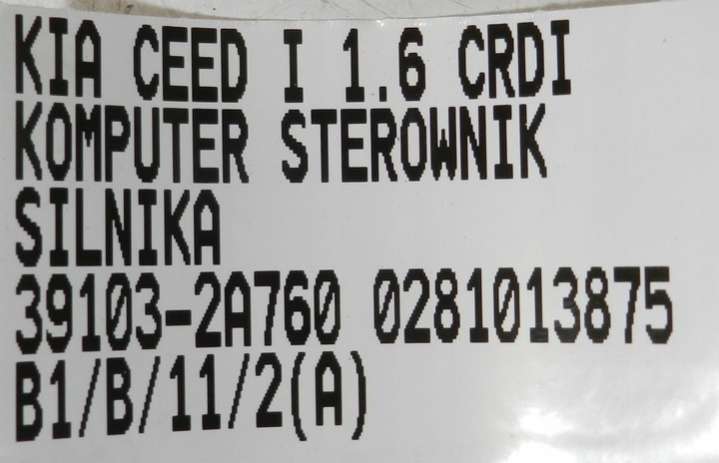 KIA CEED I 1.6 CRDI
KOMPUTER STEROWNIK
SILNIKA
39103-2A760 0281013875
B1/B/11/2(A)